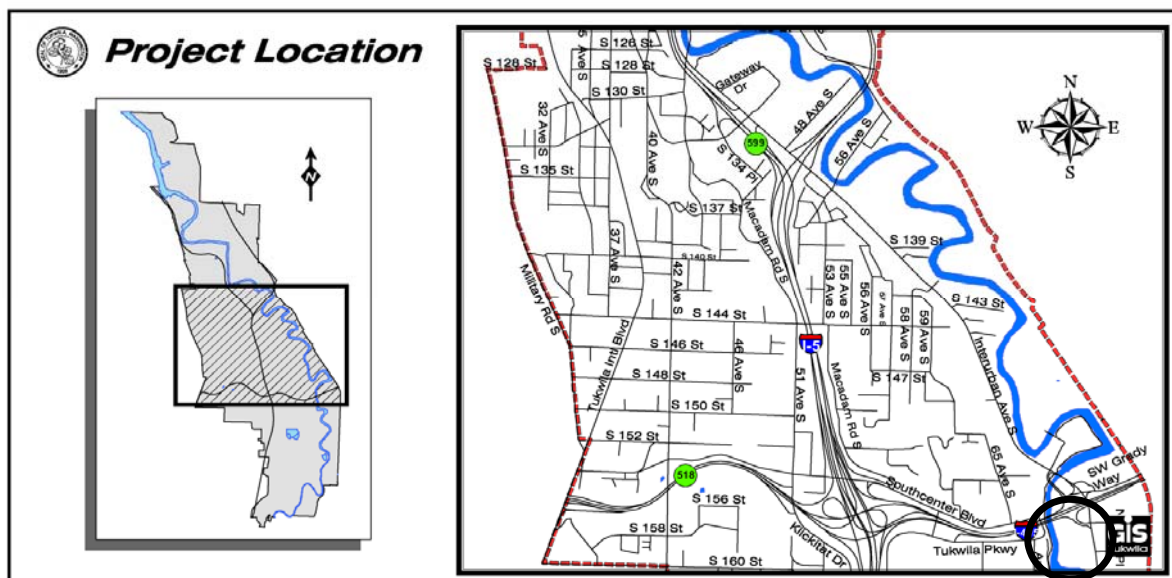 Project Location
N
S 126 St
S 128 St
S 128 St
S 130 St
Gateway Dr
32 Ave S
40 Ave S
48 Ave S
56 Ave S
599
S 134 Pl
S 135 St
S 137 St
Macadam Rd S
37 Ave S
S 140 St
42 Ave S
S 139 St
Military Rd S
Tukwila Intl Blvd
53 Ave S
55 Ave S
56 Ave S
57 Ave S
58 Ave S
59 Ave S
S 143 St
S 144 St
I-5
S 146 St
46 Ave S
Interurban Ave S
S 147 St
S 148 St
51 Ave S
Macadam Rd S
S 150 St
S 152 St
65 Ave S
SW Grady Way
518
S 156 St
Southcenter Blvd
S 158 St
Klickitat Dr
Tukwila Pkwy
S 160 St
GIS
Tukwila
N
W
E
S